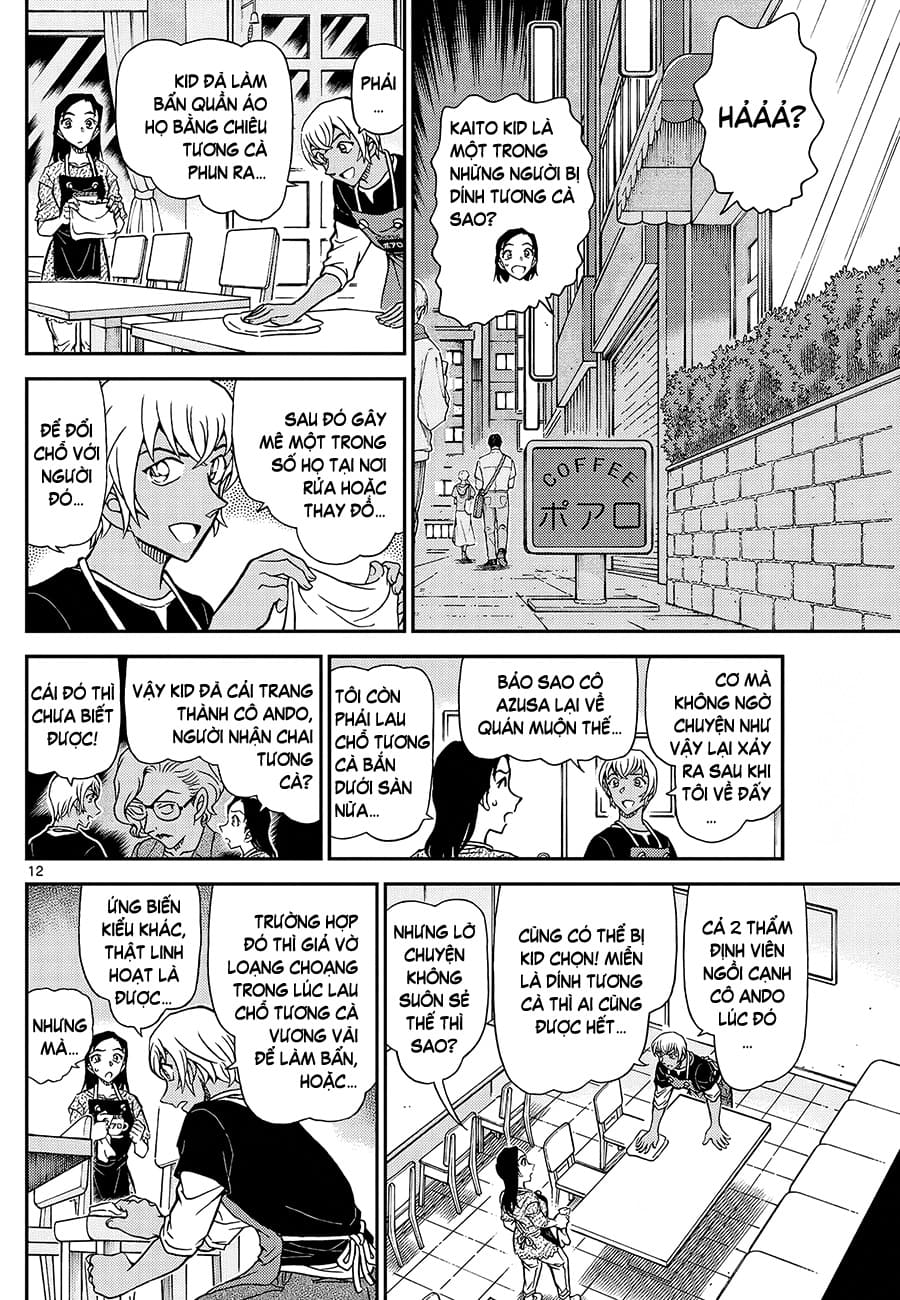 HẢẢẢ?
KAITO KID LÀ
MỘT TRONG
NHỮNG NGƯỜI BỊ
DÍNH TƯƠNG CÀ
SAO?
COFFEE
ポアロ
PHẢI
...
KID ĐÃ LÀM
BẨN QUẦN ÁO
HỌ BẰNG CHIÊU
TƯƠNG CÀ
PHUN RA...
SAU ĐÓ GÂY
MÊ MỘT TRONG
SỐ HỌ TẠI NƠI
RỬA HOẶC
THAY ĐỒ...
ĐỂ ĐỔI
CHỖ VỚI
NGƯỜI
ĐÓ...
CƠ MÀ
KHÔNG NGỜ
CHUYỆN NHƯ
VẬY LẠI XẢY
RA SAU KHI
TÔI VỀ ĐẤY
...
BẢO SAO CÔ
AZUSA LẠI VỀ
QUÁN MUỘN THẾ...
TÔI CÒN
PHẢI LAU
CHỖ TƯƠNG
CÀ BẮN
DƯỚI SÀN
NỮA...
VẬY KID ĐÃ CẢI TRANG
THÀNH CÔ ANDO,
NGƯỜI NHẬN CHAI
TƯƠNG
CÀ?
CÁI ĐÓ THÌ
CHƯA BIẾT
ĐƯỢC!
12
CẢ 2 THẨM
ĐỊNH VIÊN
NGỒI CẠNH
CÔ ANDO
LÚC ĐÓ
...
CŨNG CÓ THỂ BỊ
KID CHỌN! MIỄN
LÀ DÍNH TƯƠNG
CÀ THÌ AI CŨNG
ĐƯỢC HẾT...
NHƯNG LỠ
CHUYỆN
KHÔNG
SUÔN SẺ
THẾ THÌ
SAO?
TRƯỜNG HỢP
ĐÓ THÌ GIẢ VỜ
LOẠNG CHOẠNG
TRONG LÚC LAU
CHỖ TƯƠNG CÀ
VƯƠNG VÃI
ĐỂ LÀM BẨN,
HOẶC...
ỨNG BIẾN
KIỂU KHÁC,
THẬT LINH
HOẠT LÀ
ĐƯỢC...
NHƯNG
MÀ...